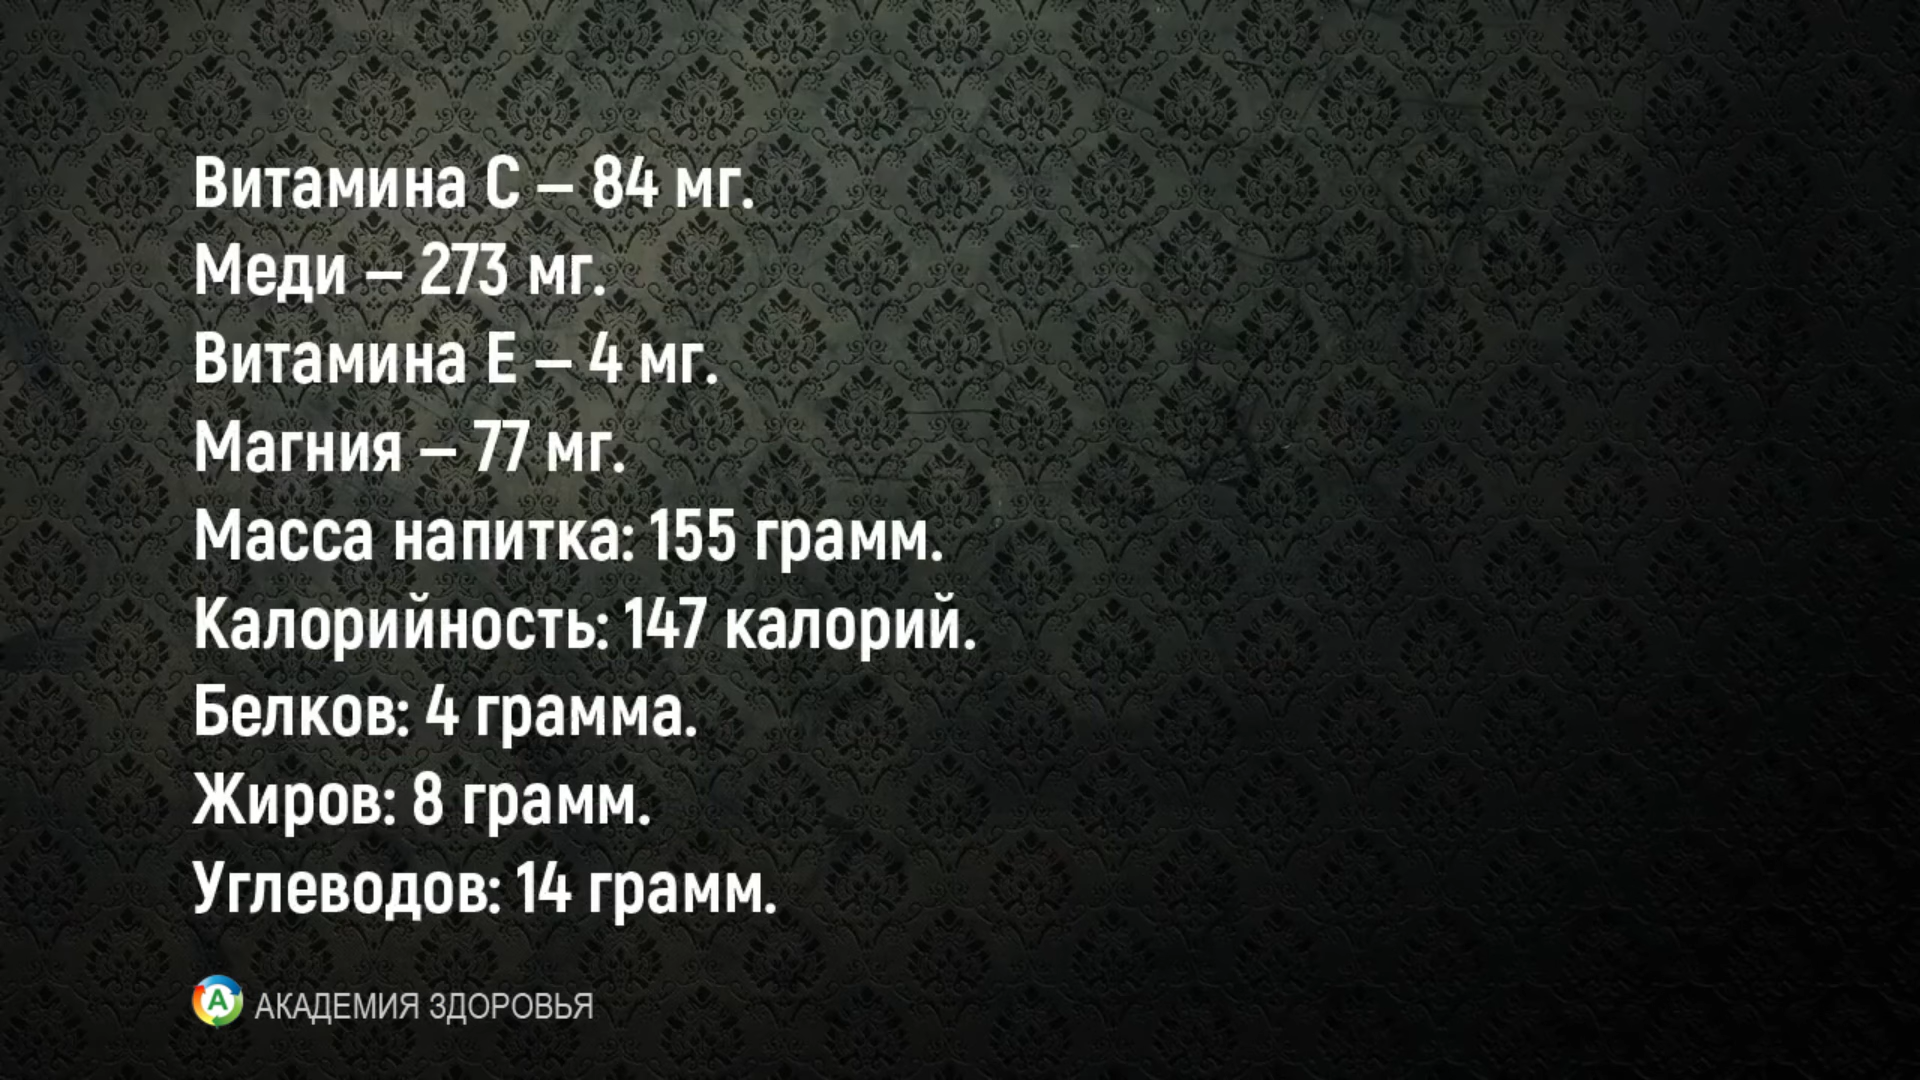 Витамина С – 84 мг.
Меди – 273 мг.
Витамина Е – 4 мг.
Магния – 77 мг.
Масса напитка: 155 грамм.
Калорийность: 147 калорий.
Белков: 4 грамма.
Жиров: 8 грамм.
Углеводов: 14 грамм.
А АКАДЕМИЯ ЗДОРОВЬЯ